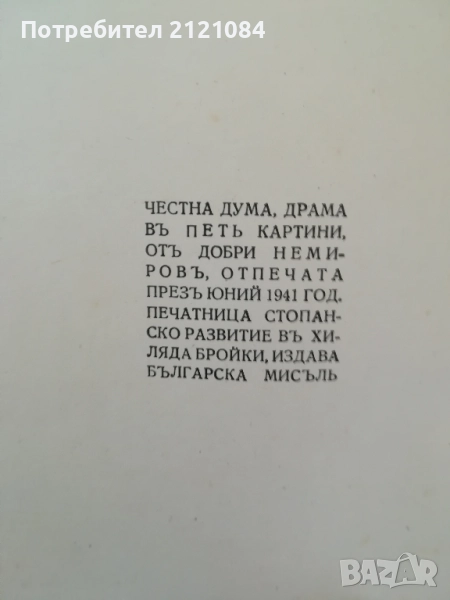 Потребител 2121084
ЧЕСТНА ДУМА, ДРАМА
ВЪ ПЕТЬ КАРТИНИ,
ОТЪ ДОБРИ НЕМИ-
РОВЪ, ОТПЕЧАТА
ПРЕЗЪ ЮНИЙ 1941 ГОД.
ПЕЧАТНИЦА СТОПАН-
СКО РАЗВИТИЕ ВЪ ХИ-
ЛЯДА БРОЙКИ, ИЗДАВА
БЪЛГАРСКА МИСЪЛЬ
BAZAR